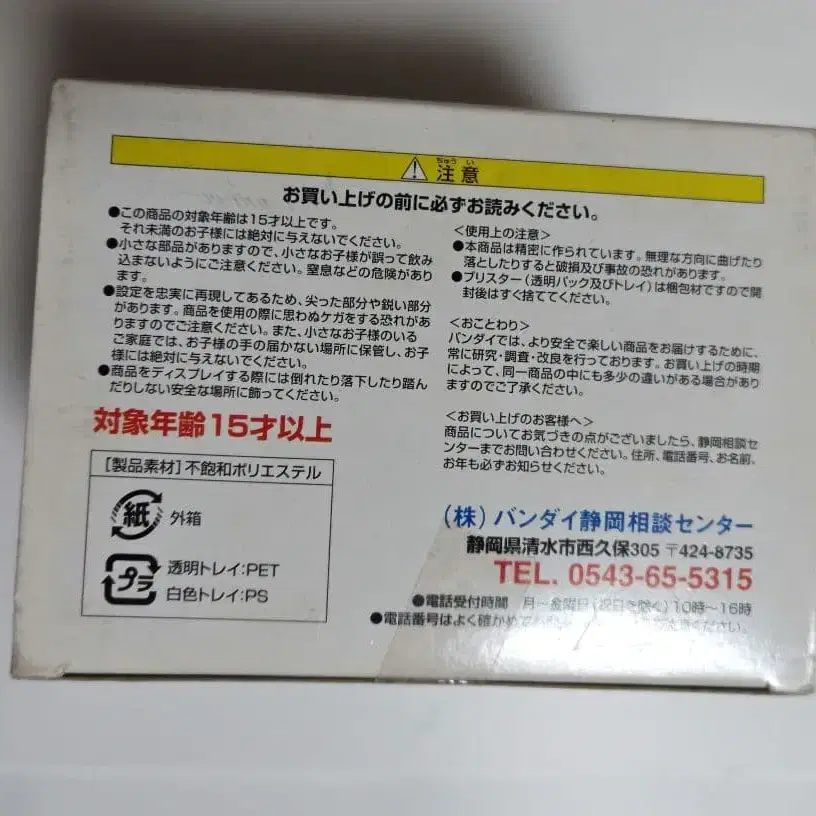 注意
ちゅう い
お買い上げの前に必ずお読みください。
●この商品の対象年齢は15才以上です。
それ未満のお子様には絶対に与えないでください。
●小さな部品がありますので、小さなお子様が誤って飲み
込まないようにご注意ください。窒息などの危険があり
ます。
●設定を忠実に再現してあるため、尖った部分や鋭い部分
があります。商品を使用の際に思わぬケガをする恐れがあ
りますのでご注意ください。また、小さなお子様のいる
ご家庭では、お子様の手の届かない場所に保管し、お子
様には絶対に与えないでください。
●商品をディスプレイする際には倒れたり落下したり踏ん
だりしない安全な場所に飾ってください。
対象年齢15才以上
[製品素材]不飽和ポリエステル
紙 外箱
プラ 透明トレイ:PET
白色トレイ:PS
<使用上の注意>
●本商品は精密に作られています。無理な方向に曲げたり
落としたりすると破損及び事故の恐れがあります。
●ブリスター(透明パック及びトレイ)は梱包材ですので開
封後はすぐ捨ててください。
<おことわり>
バンダイでは、より安全で楽しい商品をお届けするために、
常に研究・調査・改良を行っております。お買い上げの時期
によって、同一商品の中にも多少の違いがある場合があり
ますのでご了承ください。
<お買い上げのお客様へ>
商品についてお気づきの点がございましたら、静岡相談セ
ンターまでお問い合わせください。住所、電話番号、お名前、
お年も必ずお知らせください。
(株)バンダイ静岡相談センター
静岡県清水市西久保305 〒424-8735
TEL. 0543-65-5315
●電話受付時間 月〜金曜日(祝日を除く)10時〜16時
●電話番号はよく確かめて 注意ください。